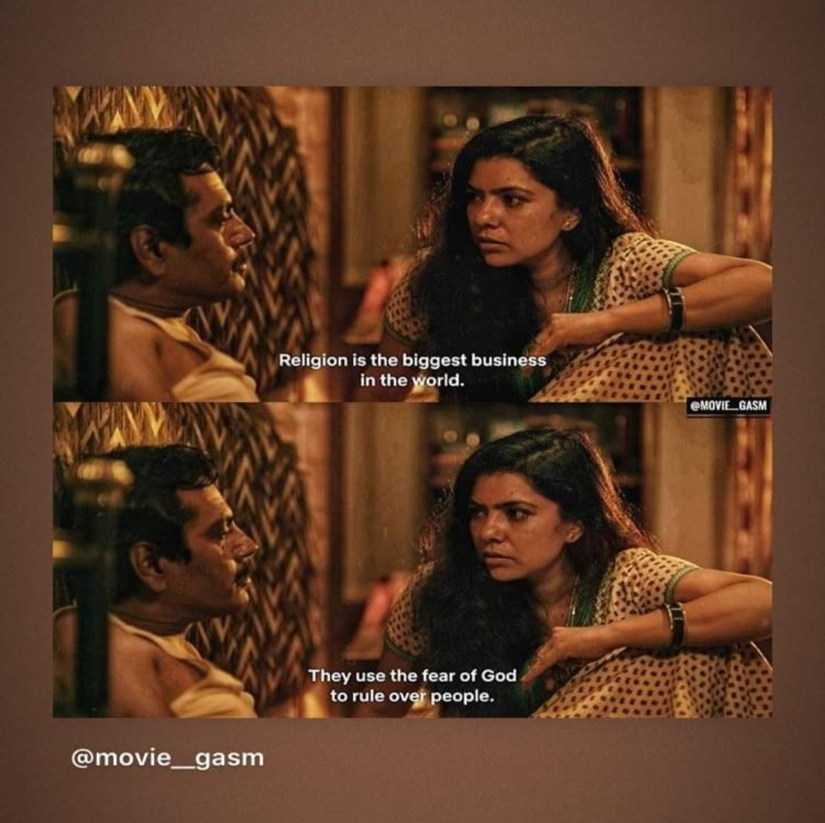 Religion is the biggest business
in the world.
@MOVIE__GASM
They use the fear of God
to rule over people.
@movie__gasm